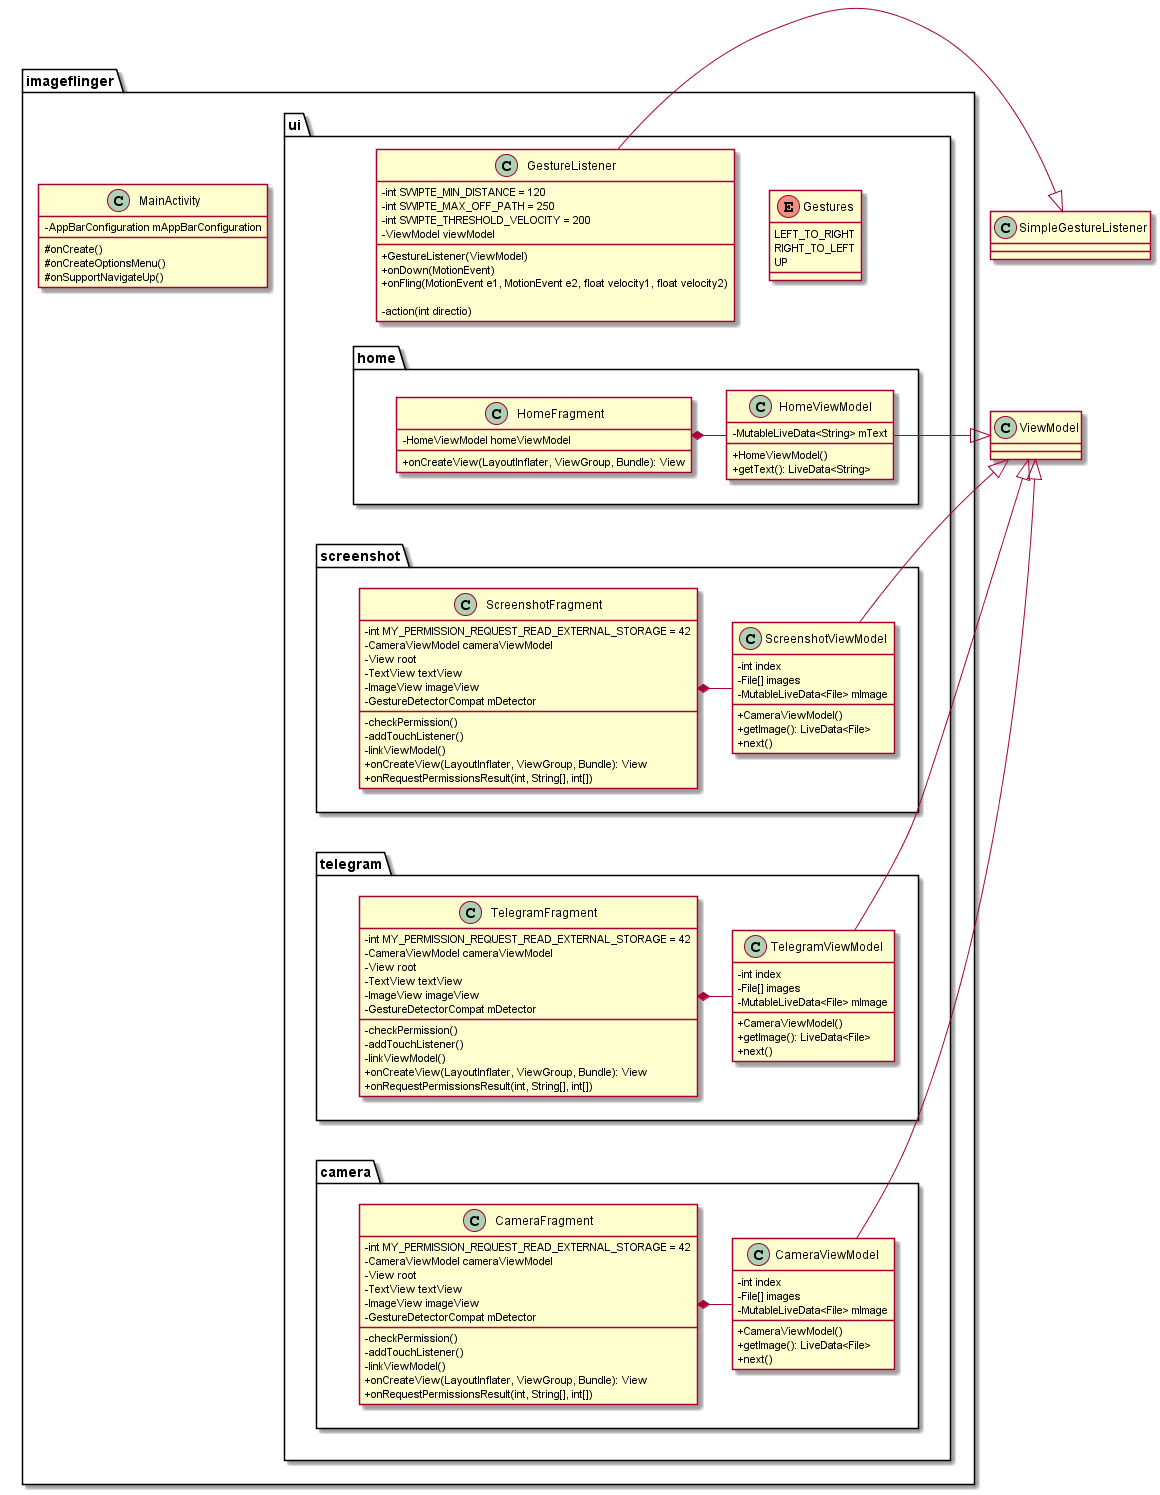 imageflinger
ui
C GestureListener
-int SWIPTE_MIN_DISTANCE = 120
-int SWIPTE_MAX_OFF_PATH = 250
-int SWIPTE_THRESHOLD_VELOCITY = 200
-ViewModel viewModel
+GestureListener(ViewModel)
+onDown(MotionEvent)
+onFling(MotionEvent e1, MotionEvent e2, float velocity1, float velocity2)
-action(int directio)
E Gestures
LEFT_TO_RIGHT
RIGHT_TO_LEFT
UP
C MainActivity
-AppBarConfiguration mAppBarConfiguration
#onCreate()
#onCreateOptionsMenu()
#onSupportNavigateUp()
C SimpleGestureListener
home
C HomeFragment
-HomeViewModel homeViewModel
+onCreateView(LayoutInflater, ViewGroup, Bundle): View
C HomeViewModel
-MutableLiveData<String> mText
+HomeViewModel()
+getText(): LiveData<String>
C ViewModel
screenshot
C ScreenshotFragment
-int MY_PERMISSION_REQUEST_READ_EXTERNAL_STORAGE = 42
-CameraViewModel cameraViewModel
-View root
-TextView textView
-ImageView imageView
-GestureDetectorCompat mDetector
-checkPermission()
-addTouchListener()
-linkViewModel()
+onCreateView(LayoutInflater, ViewGroup, Bundle): View
+onRequestPermissionsResult(int, String[], int[])
C ScreenshotViewModel
-int index
-File[] images
-MutableLiveData<File> mImage
+CameraViewModel()
+getImage(): LiveData<File>
+next()
telegram
C TelegramFragment
-int MY_PERMISSION_REQUEST_READ_EXTERNAL_STORAGE = 42
-CameraViewModel cameraViewModel
-View root
-TextView textView
-ImageView imageView
-GestureDetectorCompat mDetector
-checkPermission()
-addTouchListener()
-linkViewModel()
+onCreateView(LayoutInflater, ViewGroup, Bundle): View
+onRequestPermissionsResult(int, String[], int[])
C TelegramViewModel
-int index
-File[] images
-MutableLiveData<File> mImage
+CameraViewModel()
+getImage(): LiveData<File>
+next()
camera
C CameraFragment
-int MY_PERMISSION_REQUEST_READ_EXTERNAL_STORAGE = 42
-CameraViewModel cameraViewModel
-View root
-TextView textView
-ImageView imageView
-GestureDetectorCompat mDetector
-checkPermission()
-addTouchListener()
-linkViewModel()
+onCreateView(LayoutInflater, ViewGroup, Bundle): View
+onRequestPermissionsResult(int, String[], int[])
C CameraViewModel
-int index
-File[] images
-MutableLiveData<File> mImage
+CameraViewModel()
+getImage(): LiveData<File>
+next()